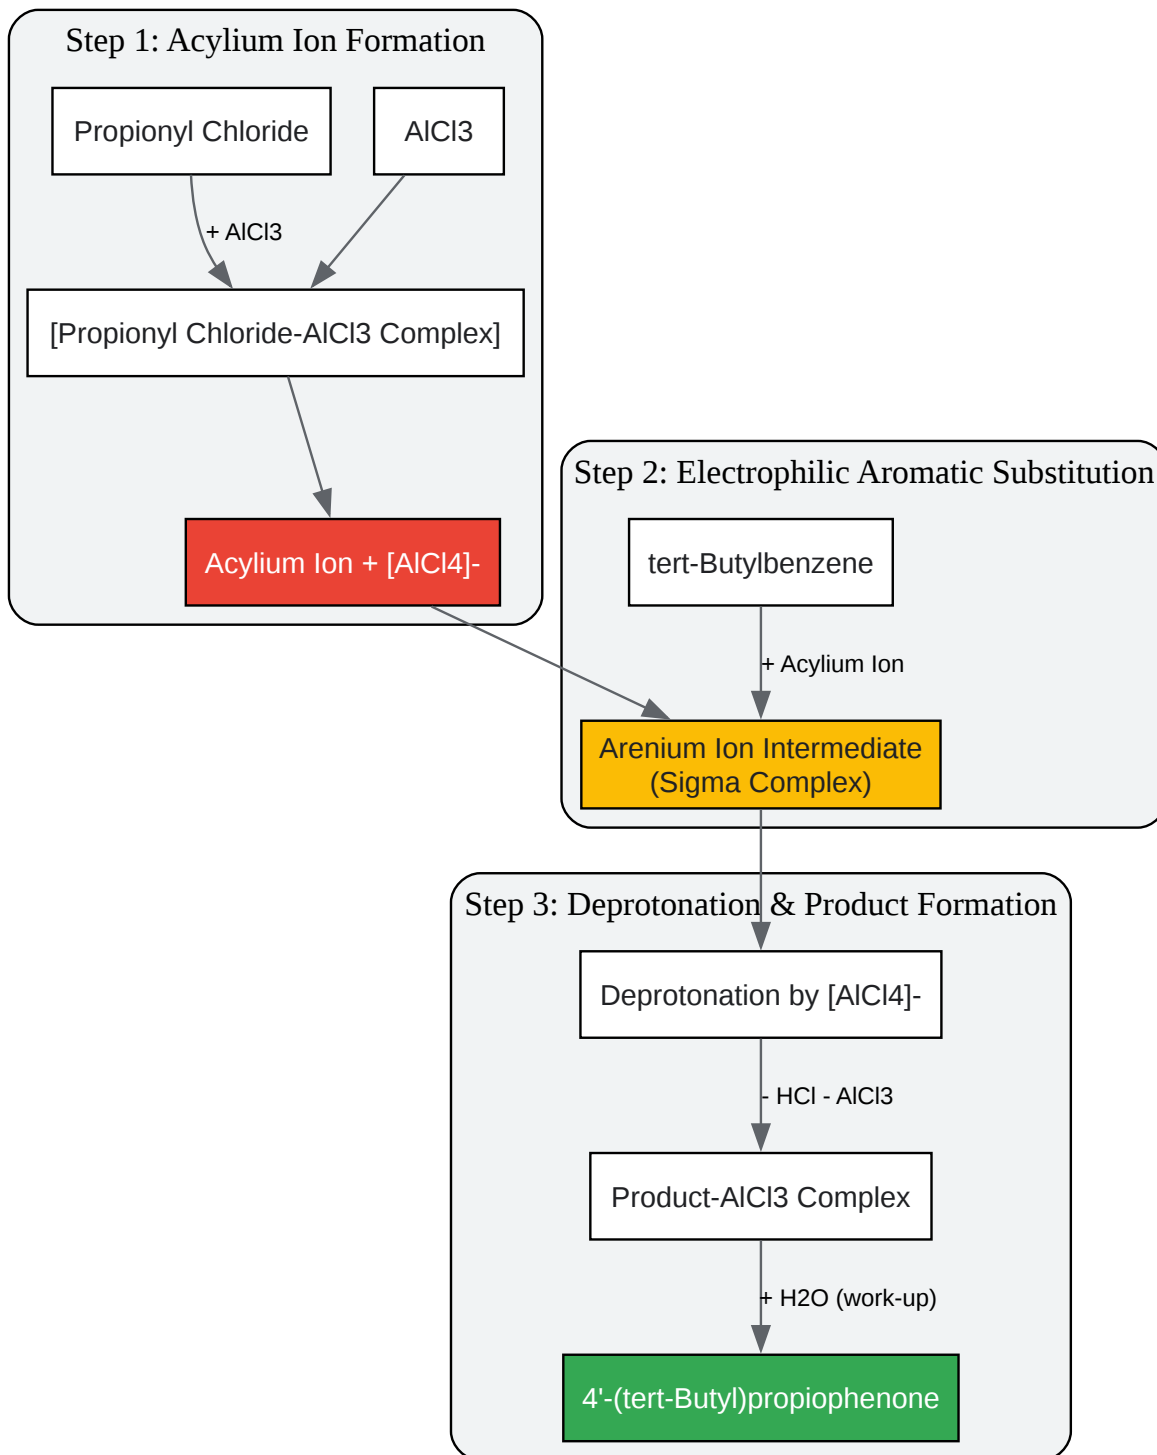 Step 1: Acylium Ion Formation
Propionyl Chloride
AlCl3
+ AlCl3
[Propionyl Chloride-AlCl3 Complex]
Acylium Ion + [AlCl4]-
Step 2: Electrophilic Aromatic Substitution
tert-Butylbenzene
+ Acylium Ion
Arenium Ion Intermediate
(Sigma Complex)
Step 3: Deprotonation & Product Formation
Deprotonation by [AlCl4]-
- HCl - AlCl3
Product-AlCl3 Complex
+ H2O (work-up)
4'-(tert-Butyl)propiophenone